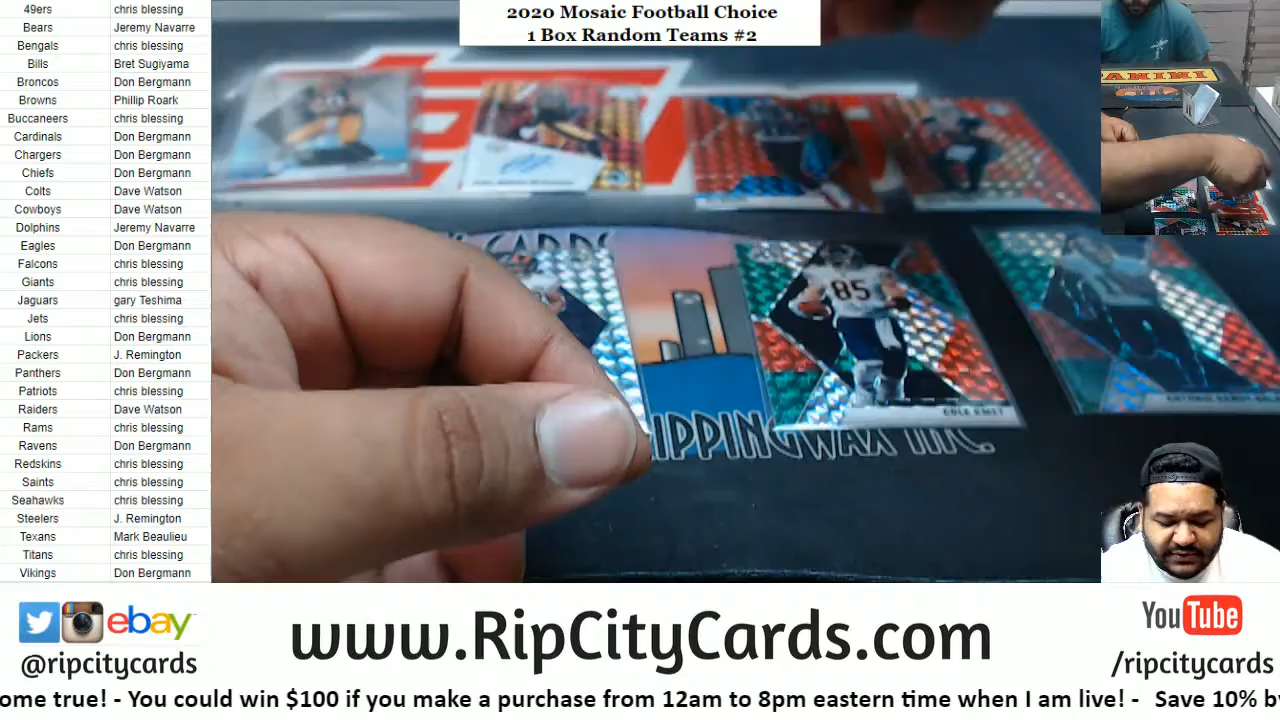 2020 Mosaic Football Choice
1 Box Random Teams #2
49ers chris blessing
Bears Jeremy Navarre
Bengals chris blessing
Bills Bret Sugiyama
Broncos Don Bergmann
Browns Phillip Roark
Buccaneers chris blessing
Cardinals Don Bergmann
Chargers Don Bergmann
Chiefs Don Bergmann
Colts Dave Watson
Cowboys Dave Watson
Dolphins Jeremy Navarre
Eagles Don Bergmann
Falcons chris blessing
Giants chris blessing
Jaguars gary Teshima
Jets chris blessing
Lions Don Bergmann
Packers J. Remington
Panthers Don Bergmann
Patriots chris blessing
Raiders Dave Watson
Rams chris blessing
Ravens Don Bergmann
Redskins chris blessing
Saints chris blessing
Seahawks chris blessing
Steelers J. Remington
Texans Mark Beaulieu
Titans chris blessing
Vikings Don Bergmann
PANINI
CARDS
85
COLE KMET
IPPINGWAX INC.
ebay
@ripcitycards
www.RipCityCards.com
YouTube
/ripcitycards
ome true! - You could win $100 if you make a purchase from 12am to 8pm eastern time when I am live! - Save 10% b